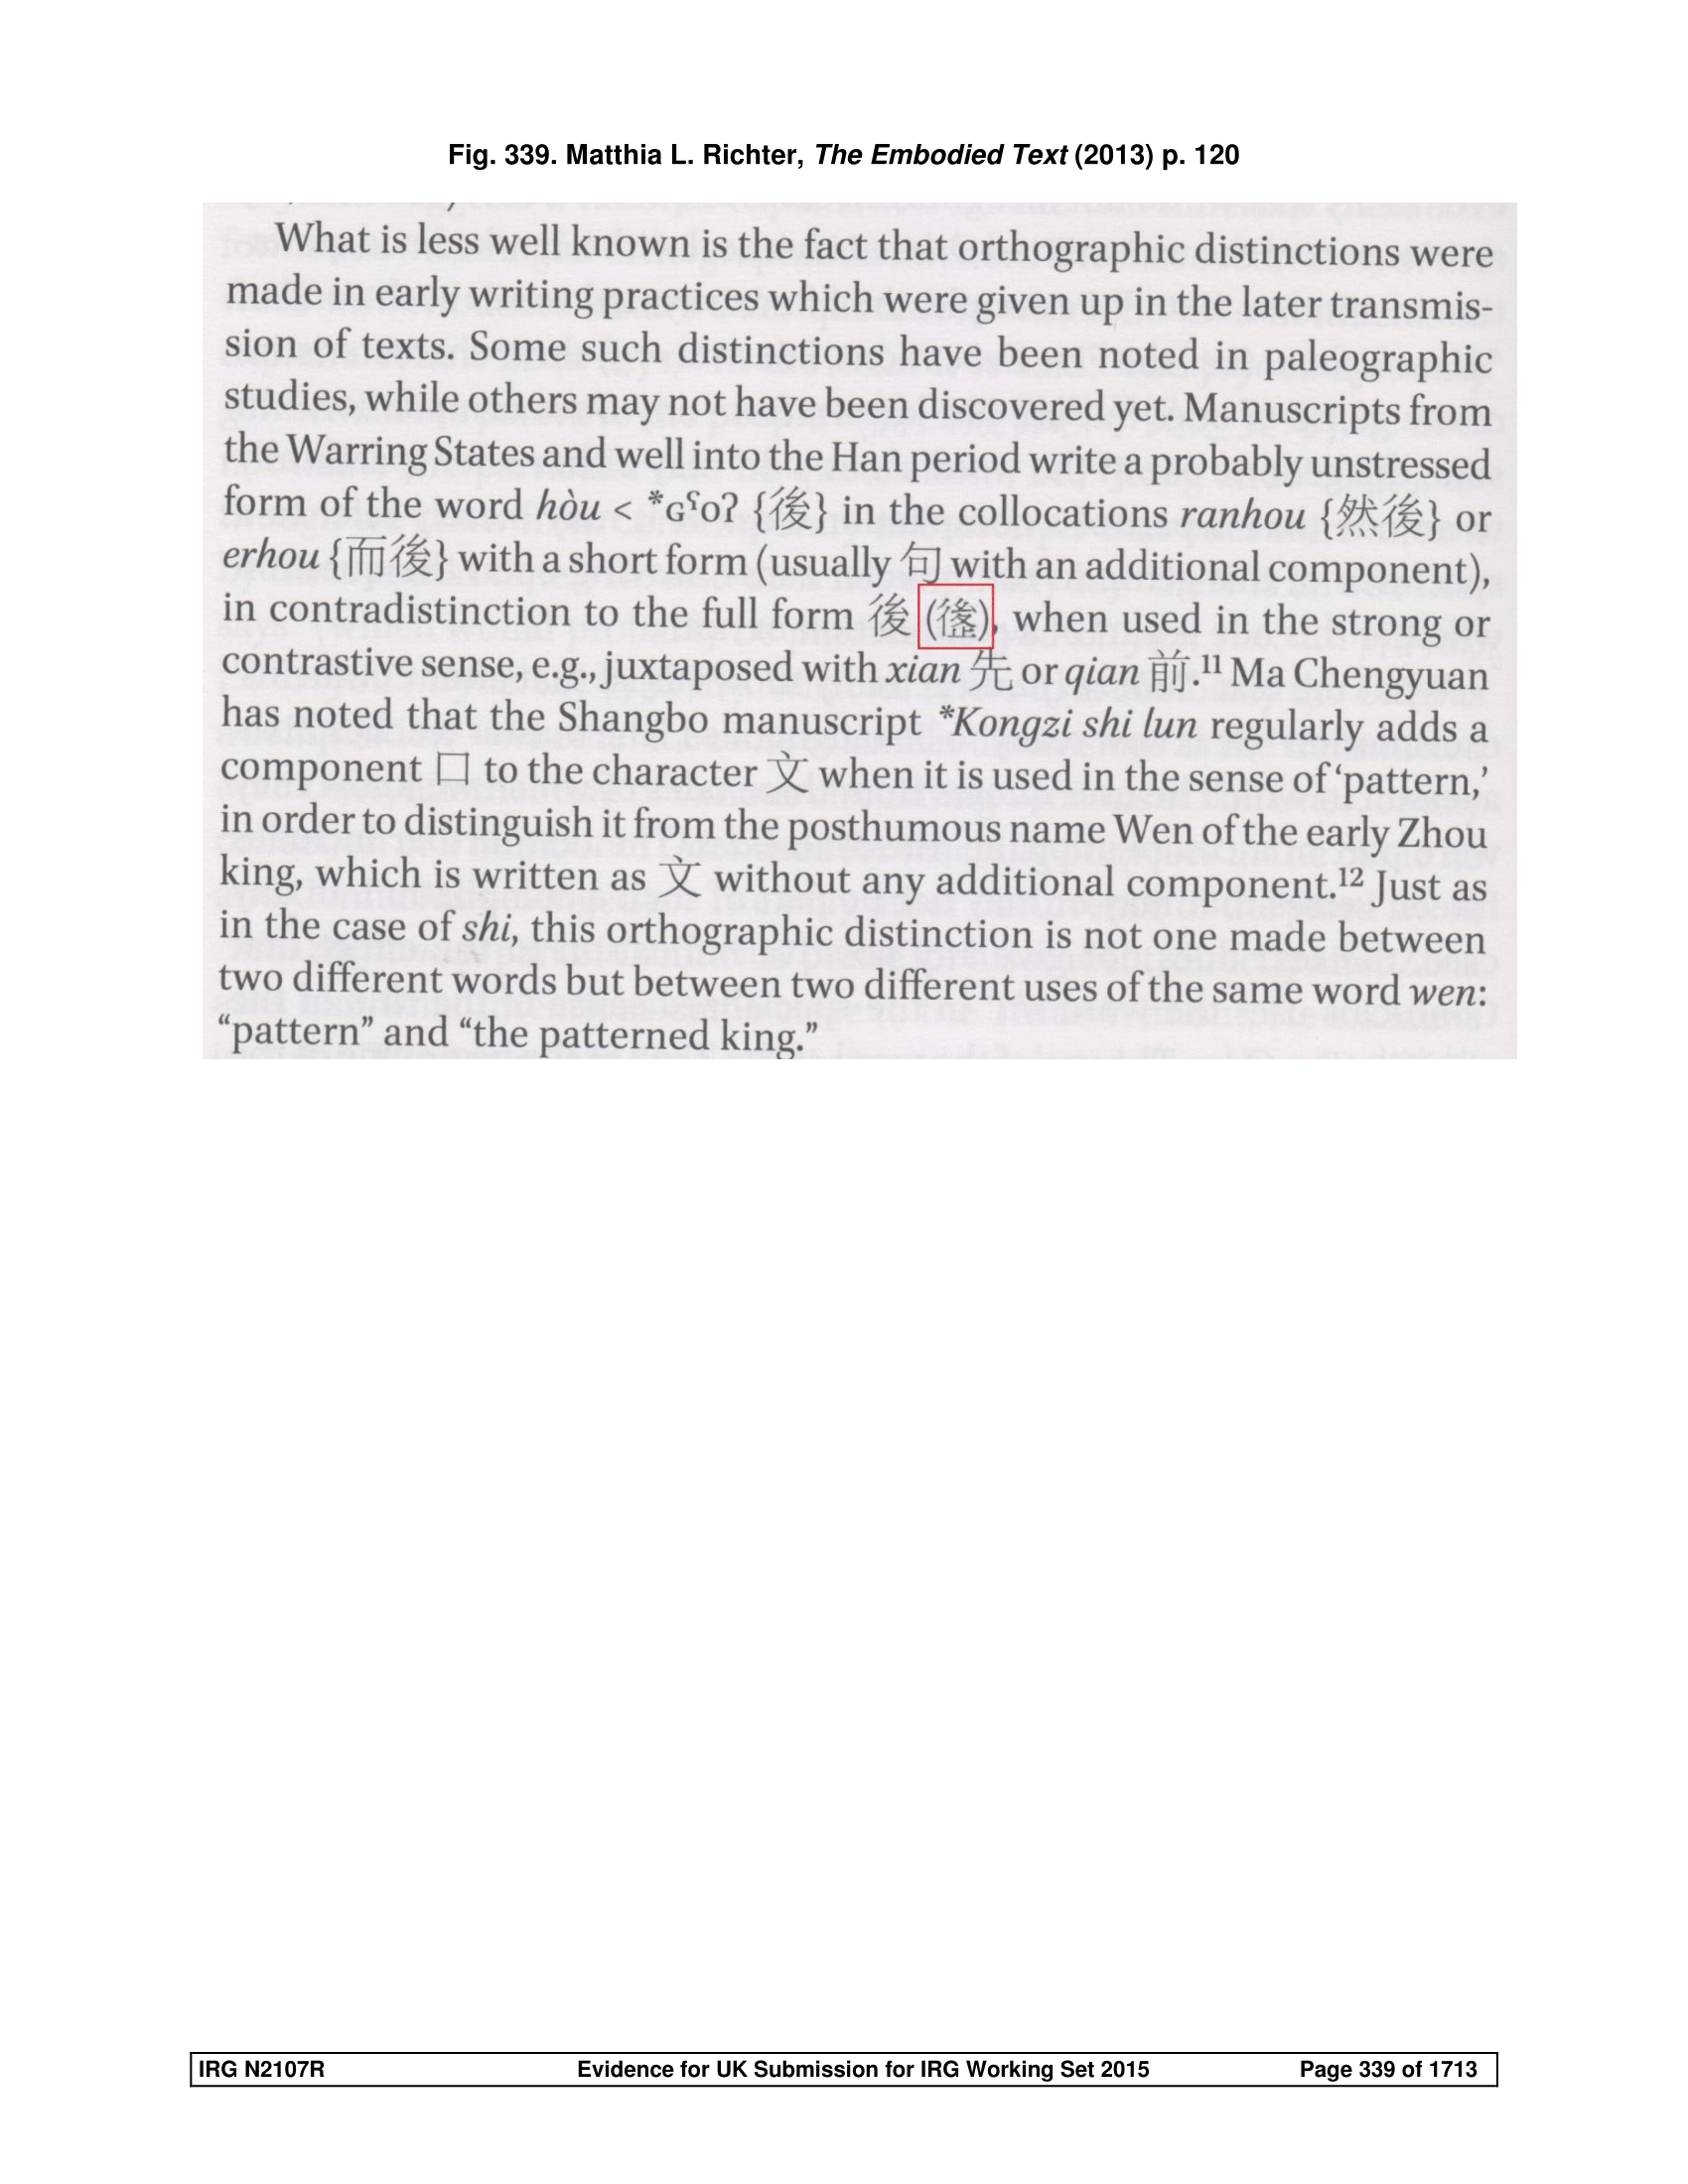 Fig. 339. Matthia L. Richter, The Embodied Text (2013) p. 120
What is less well known is the fact that orthographic distinctions were
made in early writing practices which were given up in the later transmis-
sion of texts. Some such distinctions have been noted in paleographic
studies, while others may not have been discovered yet. Manuscripts from
the Warring States and well into the Han period write a probably unstressed
form of the word hòu < *ɢˤoʔ {後} in the collocations ranhou {然後} or
erhou {而後} with a short form (usually 句 with an additional component),
in contradistinction to the full form 後 (), when used in the strong or
contrastive sense, e.g., juxtaposed with xian 先 or qian 前.¹¹ Ma Chengyuan
has noted that the Shangbo manuscript *Kongzi shi lun regularly adds a
component 口 to the character 文 when it is used in the sense of ‘pattern,’
in order to distinguish it from the posthumous name Wen of the early Zhou
king, which is written as 文 without any additional component.¹² Just as
in the case of shi, this orthographic distinction is not one made between
two different words but between two different uses of the same word wen:
“pattern” and “the patterned king.”
IRG N2107R Evidence for UK Submission for IRG Working Set 2015 Page 339 of 1713